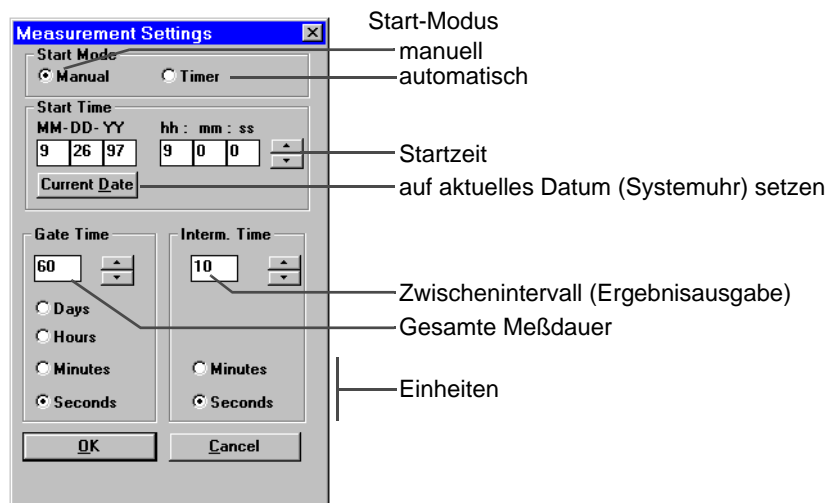 Measurement Settings
Start-Modus
Start Mode
manuell
Manual
Timer
automatisch
Start Time
MM-DD-YY
hh : mm : ss
9 26 97
9 0 0
Startzeit
Current Date
auf aktuelles Datum (Systemuhr) setzen
Gate Time
Interm. Time
60
10
Zwischenintervall (Ergebnisausgabe)
Days
Gesamte Meßdauer
Hours
Minutes
Minutes
Einheiten
Seconds
Seconds
OK
Cancel